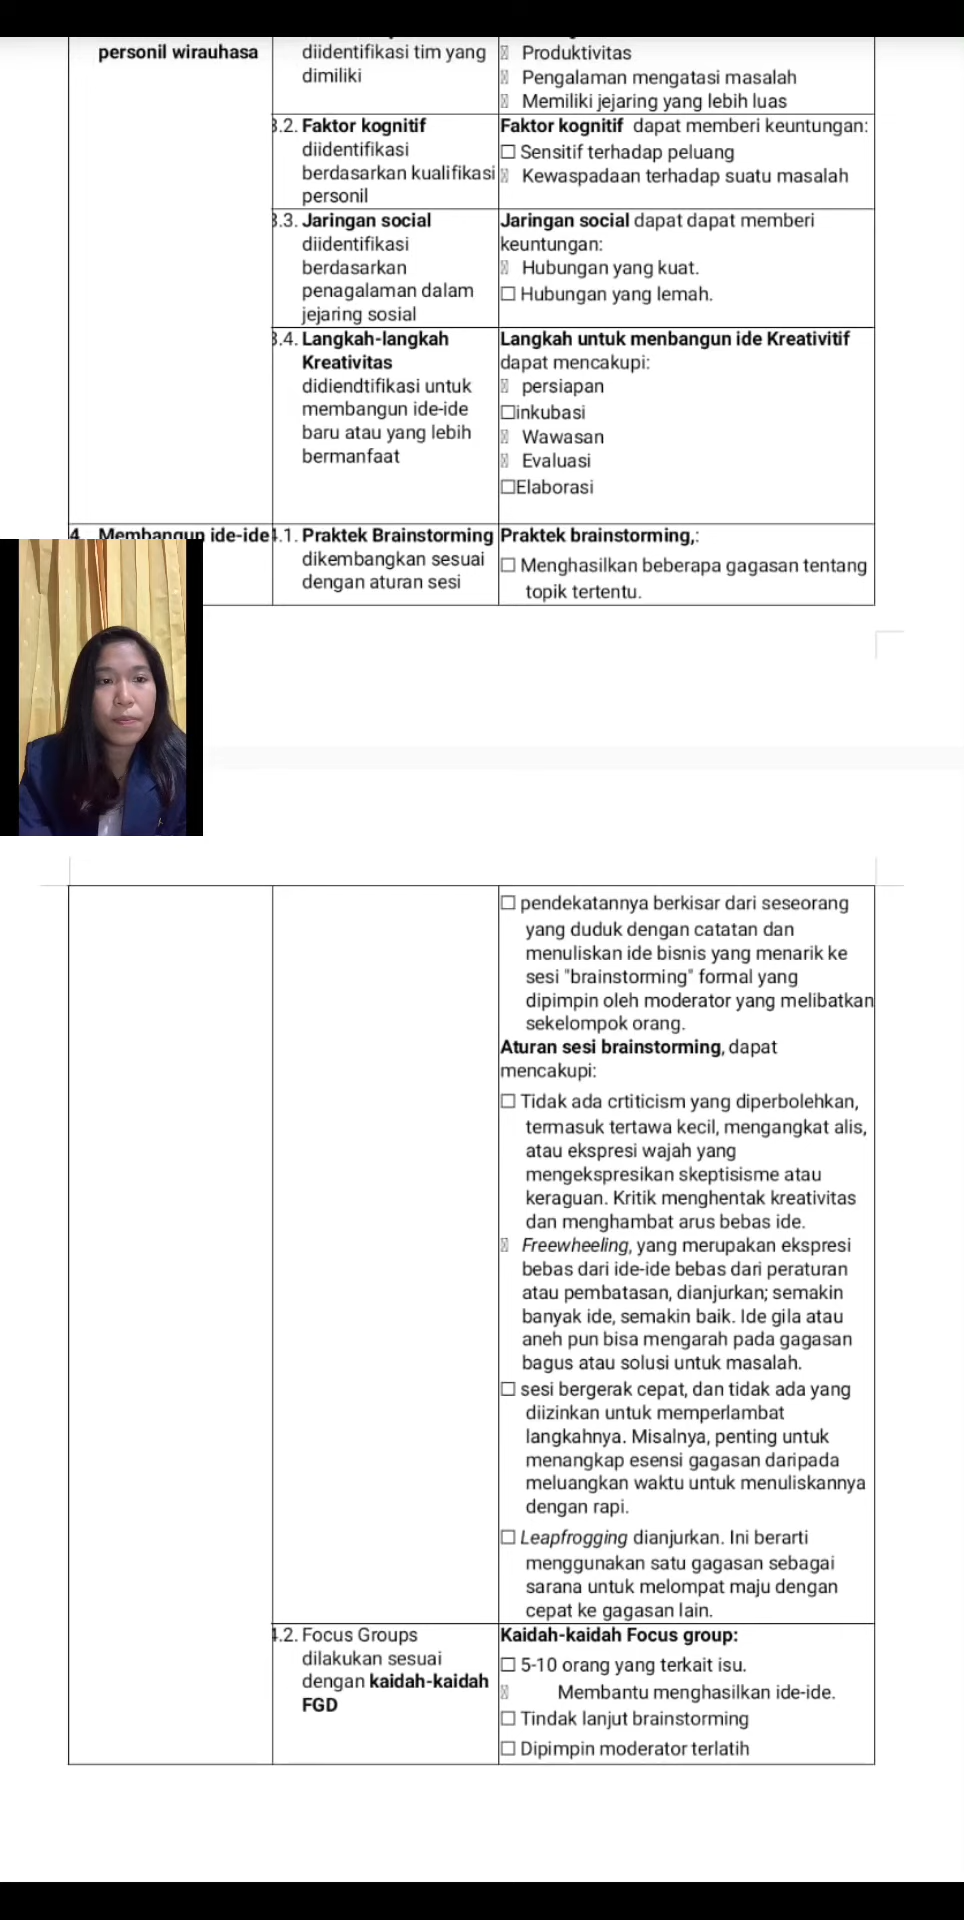 personil wirauhasa
diidentifikasi tim yang
dimiliki
Produktivitas
Pengalaman mengatasi masalah
Memiliki jejaring yang lebih luas
3.2. Faktor kognitif
diidentifikasi
berdasarkan kualifikasi
personil
Faktor kognitif dapat memberi keuntungan:
☐ Sensitif terhadap peluang
Kewaspadaan terhadap suatu masalah
3.3. Jaringan social
diidentifikasi
berdasarkan
penagalaman dalam
jejaring sosial
Jaringan social dapat dapat memberi
keuntungan:
Hubungan yang kuat.
☐ Hubungan yang lemah.
3.4. Langkah-langkah
Kreativitas
didiendtifikasi untuk
membangun ide-ide
baru atau yang lebih
bermanfaat
Langkah untuk menbangun ide Kreativitif
dapat mencakupi:
persiapan
☐inkubasi
Wawasan
Evaluasi
☐Elaborasi
4. Membangun ide-ide
4.1. Praktek Brainstorming
dikembangkan sesuai
dengan aturan sesi
Praktek brainstorming,:
☐ Menghasilkan beberapa gagasan tentang
topik tertentu.
☐ pendekatannya berkisar dari seseorang
yang duduk dengan catatan dan
menuliskan ide bisnis yang menarik ke
sesi "brainstorming" formal yang
dipimpin oleh moderator yang melibatkan
sekelompok orang.
Aturan sesi brainstorming, dapat
mencakupi:
☐ Tidak ada crtiticism yang diperbolehkan,
termasuk tertawa kecil, mengangkat alis,
atau ekspresi wajah yang
mengekspresikan skeptisisme atau
keraguan. Kritik menghentak kreativitas
dan menghambat arus bebas ide.
Freewheeling, yang merupakan ekspresi
bebas dari ide-ide bebas dari peraturan
atau pembatasan, dianjurkan; semakin
banyak ide, semakin baik. Ide gila atau
aneh pun bisa mengarah pada gagasan
bagus atau solusi untuk masalah.
☐ sesi bergerak cepat, dan tidak ada yang
diizinkan untuk memperlambat
langkahnya. Misalnya, penting untuk
menangkap esensi gagasan daripada
meluangkan waktu untuk menuliskannya
dengan rapi.
☐ Leapfrogging dianjurkan. Ini berarti
menggunakan satu gagasan sebagai
sarana untuk melompat maju dengan
cepat ke gagasan lain.
4.2. Focus Groups
dilakukan sesuai
dengan kaidah-kaidah
FGD
Kaidah-kaidah Focus group:
☐ 5-10 orang yang terkait isu.
Membantu menghasilkan ide-ide.
☐ Tindak lanjut brainstorming
☐ Dipimpin moderator terlatih